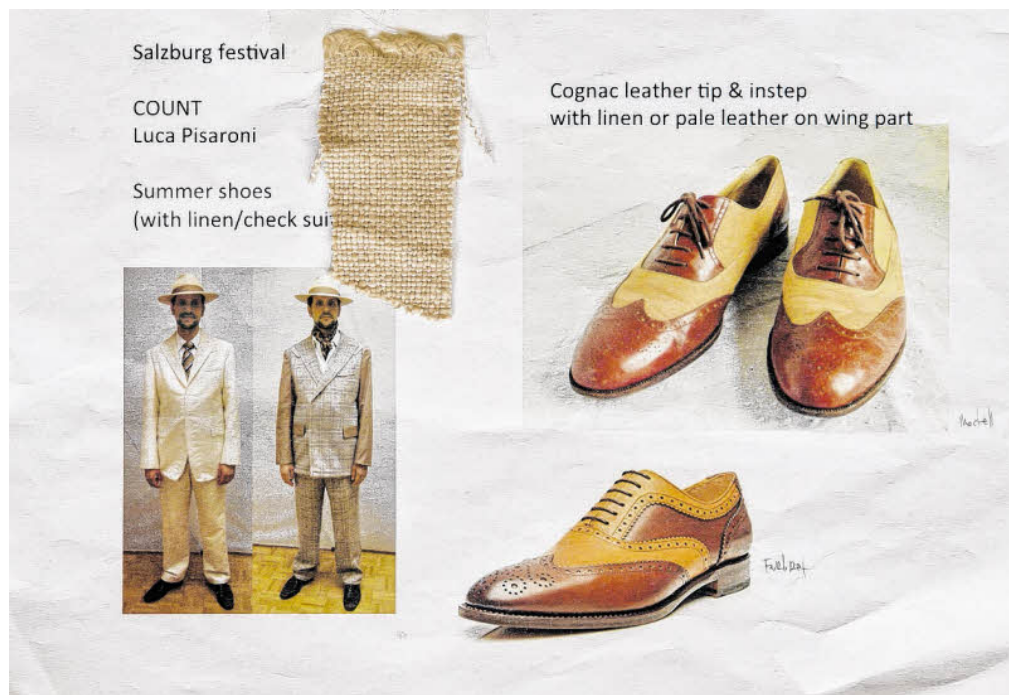 Salzburg festival
COUNT
Luca Pisaroni
Summer shoes
(with linen/check sui
Cognac leather tip & instep
with linen or pale leather on wing part